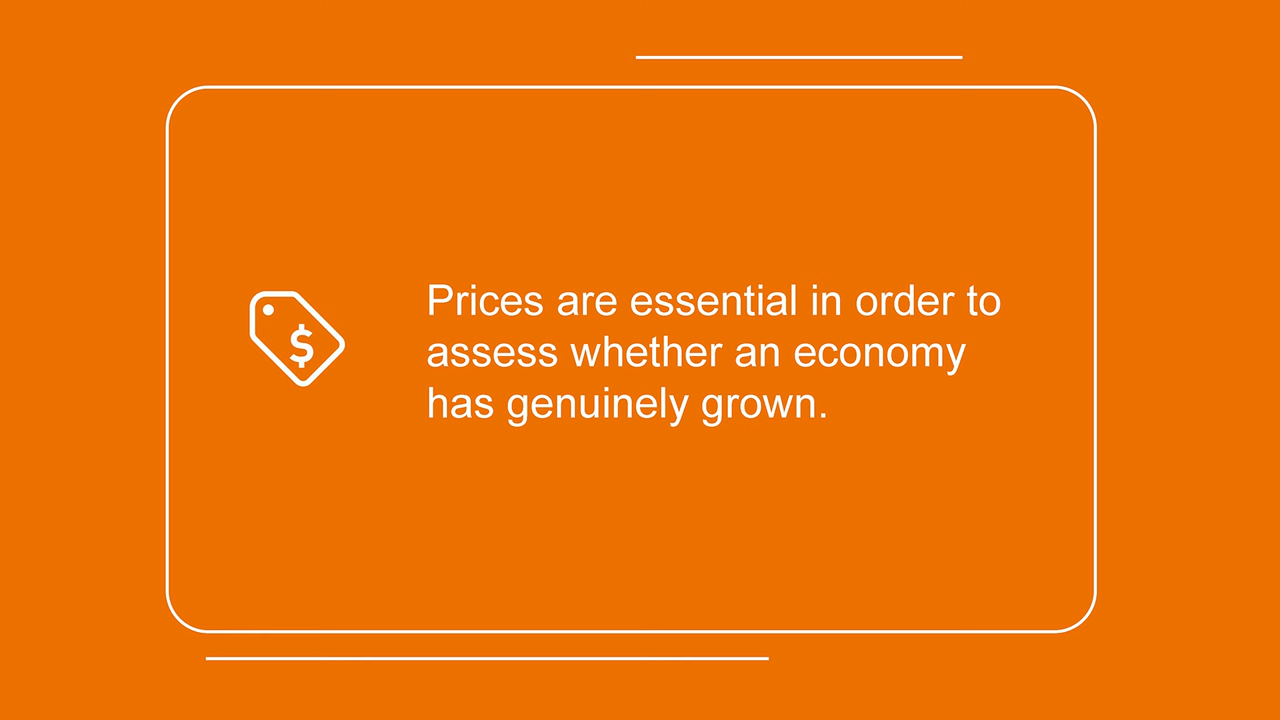 Prices are essential in order to
assess whether an economy
has genuinely grown.
$